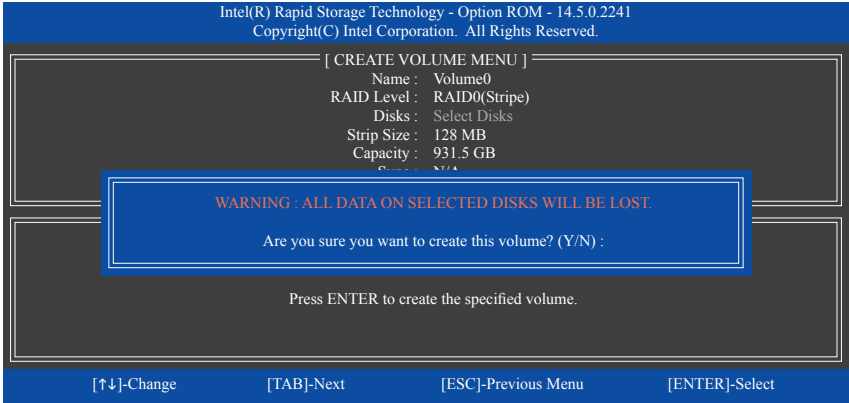 Intel(R) Rapid Storage Technology - Option ROM - 14.5.0.2241
Copyright(C) Intel Corporation. All Rights Reserved.
[ CREATE VOLUME MENU ]
Name : Volume0
RAID Level : RAID0(Stripe)
Disks : Select Disks
Strip Size : 128 MB
Capacity : 931.5 GB
N/A
WARNING : ALL DATA ON SELECTED DISKS WILL BE LOST.
Are you sure you want to create this volume? (Y/N) :
Press ENTER to create the specified volume.
[↑↓]-Change [TAB]-Next [ESC]-Previous Menu [ENTER]-Select